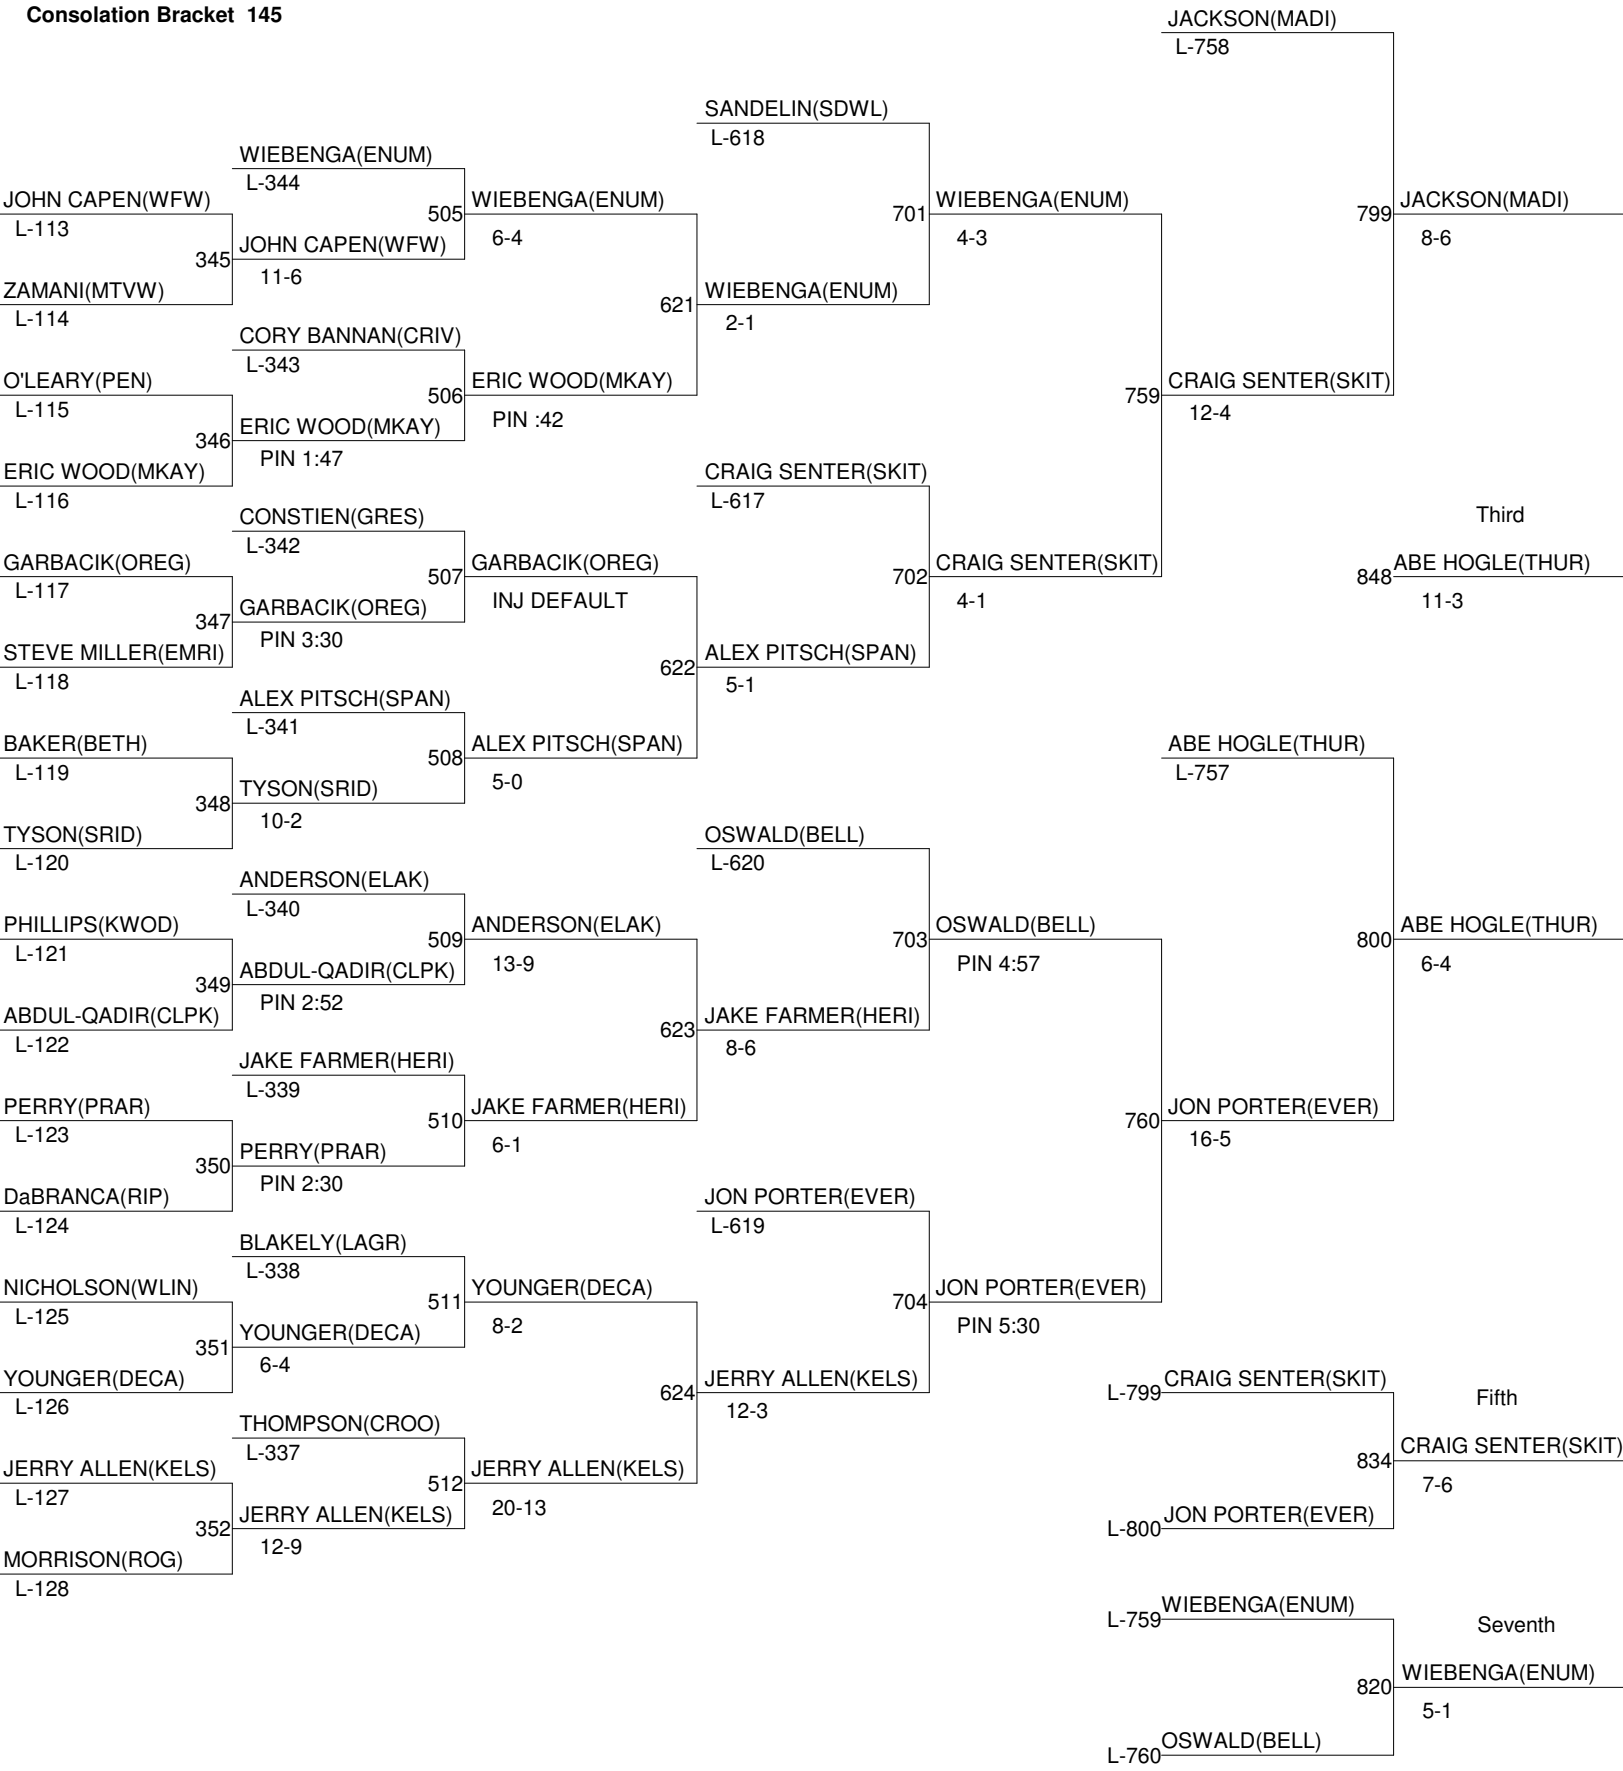 Consolation Bracket 145
JOHN CAPEN(WFW)
L-113
ZAMANI(MTVW)
L-114
O'LEARY(PEN)
L-115
ERIC WOOD(MKAY)
L-116
GARBACIK(OREG)
L-117
STEVE MILLER(EMRI)
L-118
BAKER(BETH)
L-119
TYSON(SRID)
L-120
PHILLIPS(KWOD)
L-121
ABDUL-QADIR(CLPK)
L-122
PERRY(PRAR)
L-123
DaBRANCA(RIP)
L-124
NICHOLSON(WLIN)
L-125
YOUNGER(DECA)
L-126
JERRY ALLEN(KELS)
L-127
MORRISON(ROG)
L-128
WIEBENGA(ENUM)
L-344
345
JOHN CAPEN(WFW)
11-6
CORY BANNAN(CRIV)
L-343
346
ERIC WOOD(MKAY)
PIN 1:47
CONSTIEN(GRES)
L-342
347
GARBACIK(OREG)
PIN 3:30
ALEX PITSCH(SPAN)
L-341
348
TYSON(SRID)
10-2
ANDERSON(ELAK)
L-340
349
ABDUL-QADIR(CLPK)
PIN 2:52
JAKE FARMER(HERI)
L-339
350
PERRY(PRAR)
PIN 2:30
BLAKELY(LAGR)
L-338
351
YOUNGER(DECA)
6-4
THOMPSON(CROO)
L-337
352
JERRY ALLEN(KELS)
12-9
505
WIEBENGA(ENUM)
6-4
506
ERIC WOOD(MKAY)
PIN :42
507
GARBACIK(OREG)
INJ DEFAULT
508
ALEX PITSCH(SPAN)
5-0
509
ANDERSON(ELAK)
13-9
510
JAKE FARMER(HERI)
6-1
511
YOUNGER(DECA)
8-2
512
JERRY ALLEN(KELS)
20-13
SANDELIN(SDWL)
L-618
621
WIEBENGA(ENUM)
2-1
CRAIG SENTER(SKIT)
L-617
622
ALEX PITSCH(SPAN)
5-1
OSWALD(BELL)
L-620
623
JAKE FARMER(HERI)
8-6
JON PORTER(EVER)
L-619
624
JERRY ALLEN(KELS)
12-3
701
WIEBENGA(ENUM)
4-3
702
CRAIG SENTER(SKIT)
4-1
703
OSWALD(BELL)
PIN 4:57
704
JON PORTER(EVER)
PIN 5:30
JACKSON(MADI)
L-758
759
CRAIG SENTER(SKIT)
12-4
ABE HOGLE(THUR)
L-757
760
JON PORTER(EVER)
16-5
799
JACKSON(MADI)
8-6
Third
848
ABE HOGLE(THUR)
11-3
800
ABE HOGLE(THUR)
6-4
L-799
CRAIG SENTER(SKIT)
Fifth
834
CRAIG SENTER(SKIT)
7-6
L-800
JON PORTER(EVER)
L-759
WIEBENGA(ENUM)
Seventh
820
WIEBENGA(ENUM)
5-1
L-760
OSWALD(BELL)